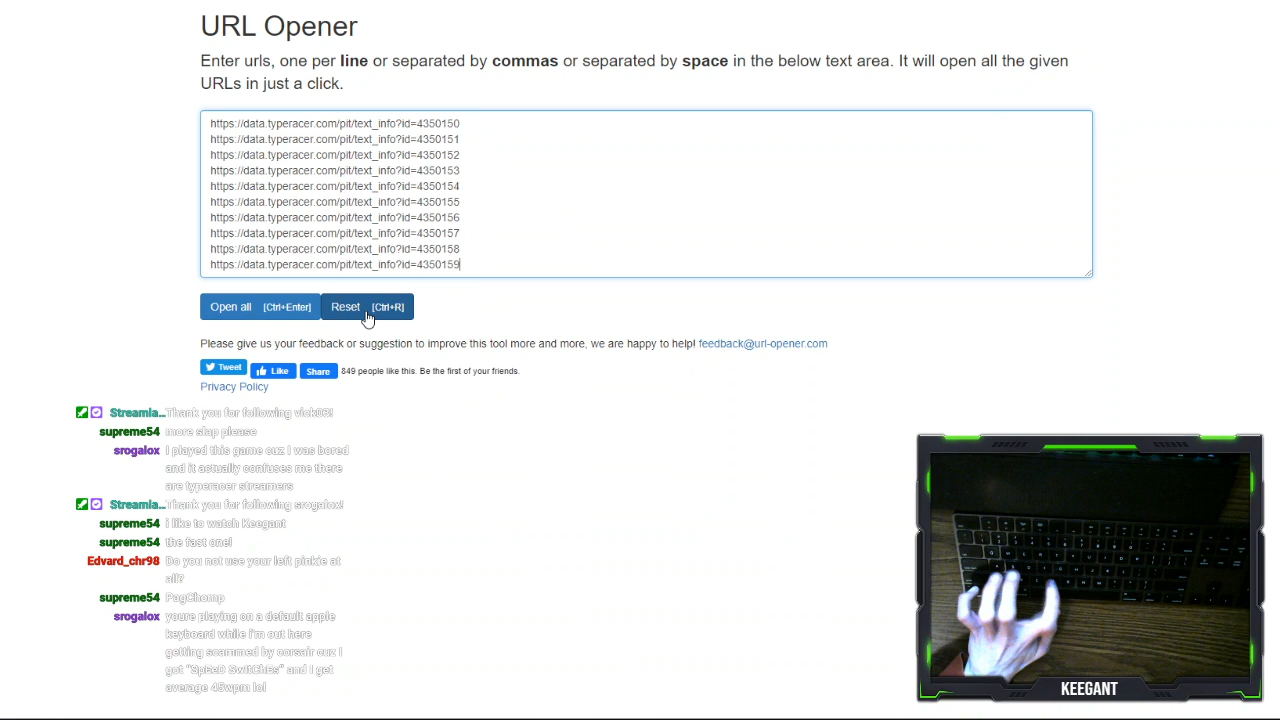 URL Opener
Enter urls, one per line or separated by commas or separated by space in the below text area. It will open all the given
URLs in just a click.
https://data.typeracer.com/pit/text_info?id=4350150
https://data.typeracer.com/pit/text_info?id=4350151
https://data.typeracer.com/pit/text_info?id=4350152
https://data.typeracer.com/pit/text_info?id=4350153
https://data.typeracer.com/pit/text_info?id=4350154
https://data.typeracer.com/pit/text_info?id=4350155
https://data.typeracer.com/pit/text_info?id=4350156
https://data.typeracer.com/pit/text_info?id=4350157
https://data.typeracer.com/pit/text_info?id=4350158
https://data.typeracer.com/pit/text_info?id=4350159
Open all [Ctrl+Enter] Reset [Ctrl+R]
Please give us your feedback or suggestion to improve this tool more and more, we are happy to help! feedback@url-opener.com
Tweet Like Share 849 people like this. Be the first of your friends.
Privacy Policy
Streamla... Thank you for following vick03!
supreme54 more slap please
srogalox I played this game cuz I was bored
and it actually confuses me there
are typeracer streamers
Streamla... Thank you for following srogalox!
supreme54 i like to watch Keegant
supreme54 the fast one!
Edvard_chr98 Do you not use your left pinkie at
all?
supreme54 PagChomp
srogalox youre playing on a default apple
keyboard while i'm out here
getting scammed by corsair cuz I
got "SpEeD SwItChEs" and I get
average 45wpm lol
KEEGANT